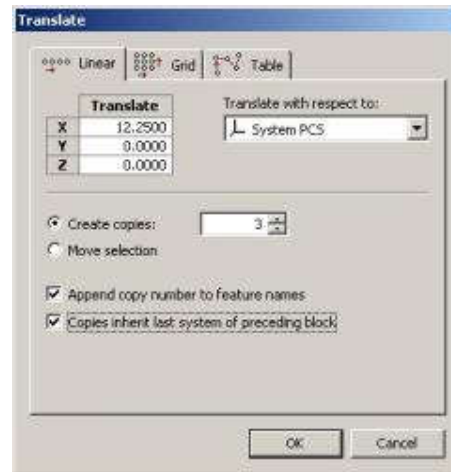 Translate
Linear
Grid
Table
Translate
X 12.2500
Y 0.0000
Z 0.0000
Translate with respect to:
System PCS
Create copies: 3
Move selection
Append copy number to feature names
Copies inherit last system of preceding block
OK Cancel